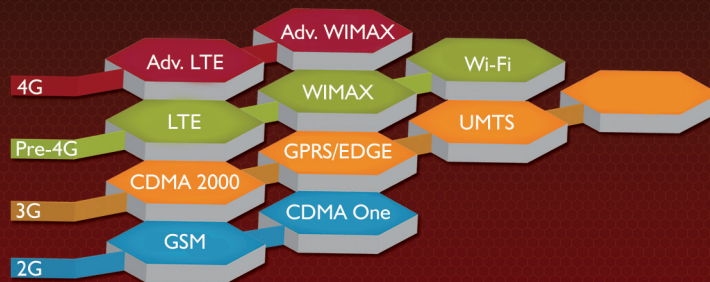 Adv. WIMAX
Adv. LTE
4G
Wi-Fi
WIMAX
LTE
Pre-4G
UMTS
GPRS/EDGE
CDMA 2000
3G
CDMA One
GSM
2G